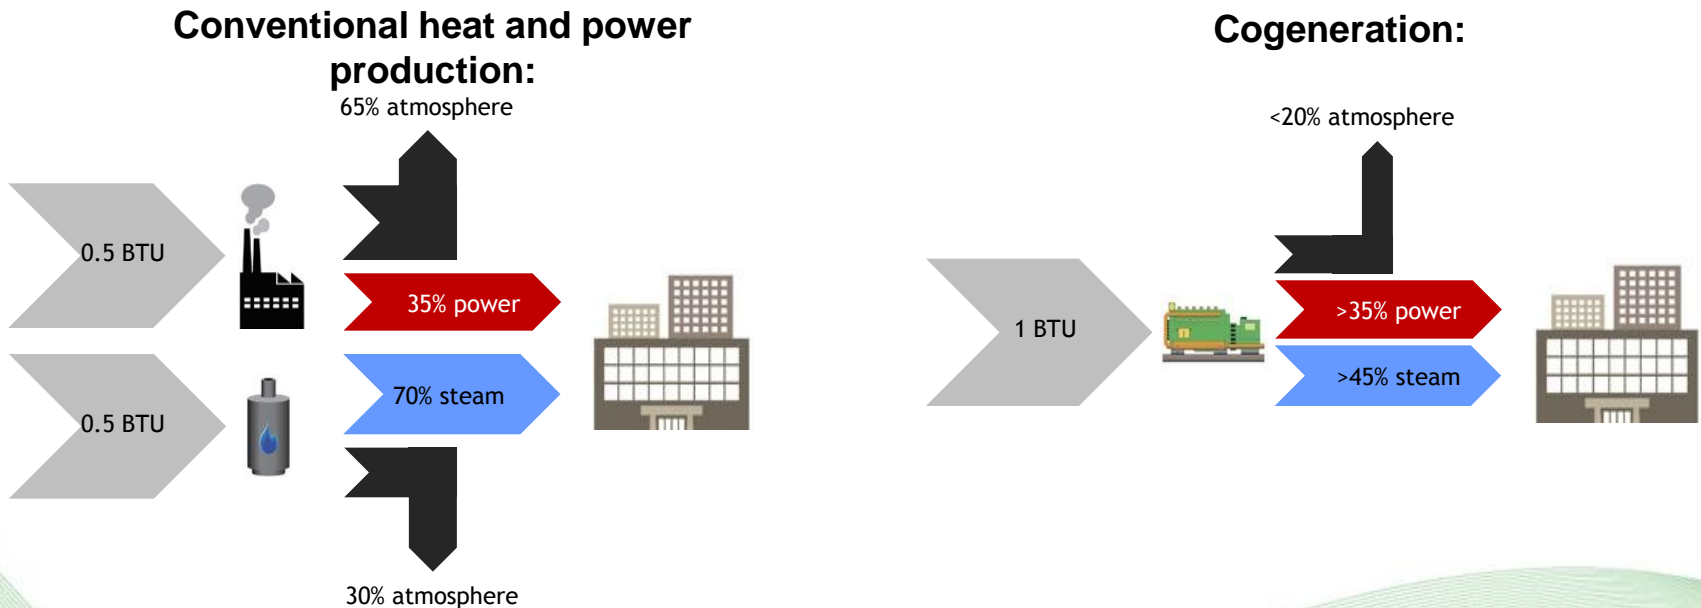 Conventional heat and power
production:
65% atmosphere
0.5 BTU
35% power
0.5 BTU
70% steam
30% atmosphere
Cogeneration:
<20% atmosphere
1 BTU
>35% power
>45% steam